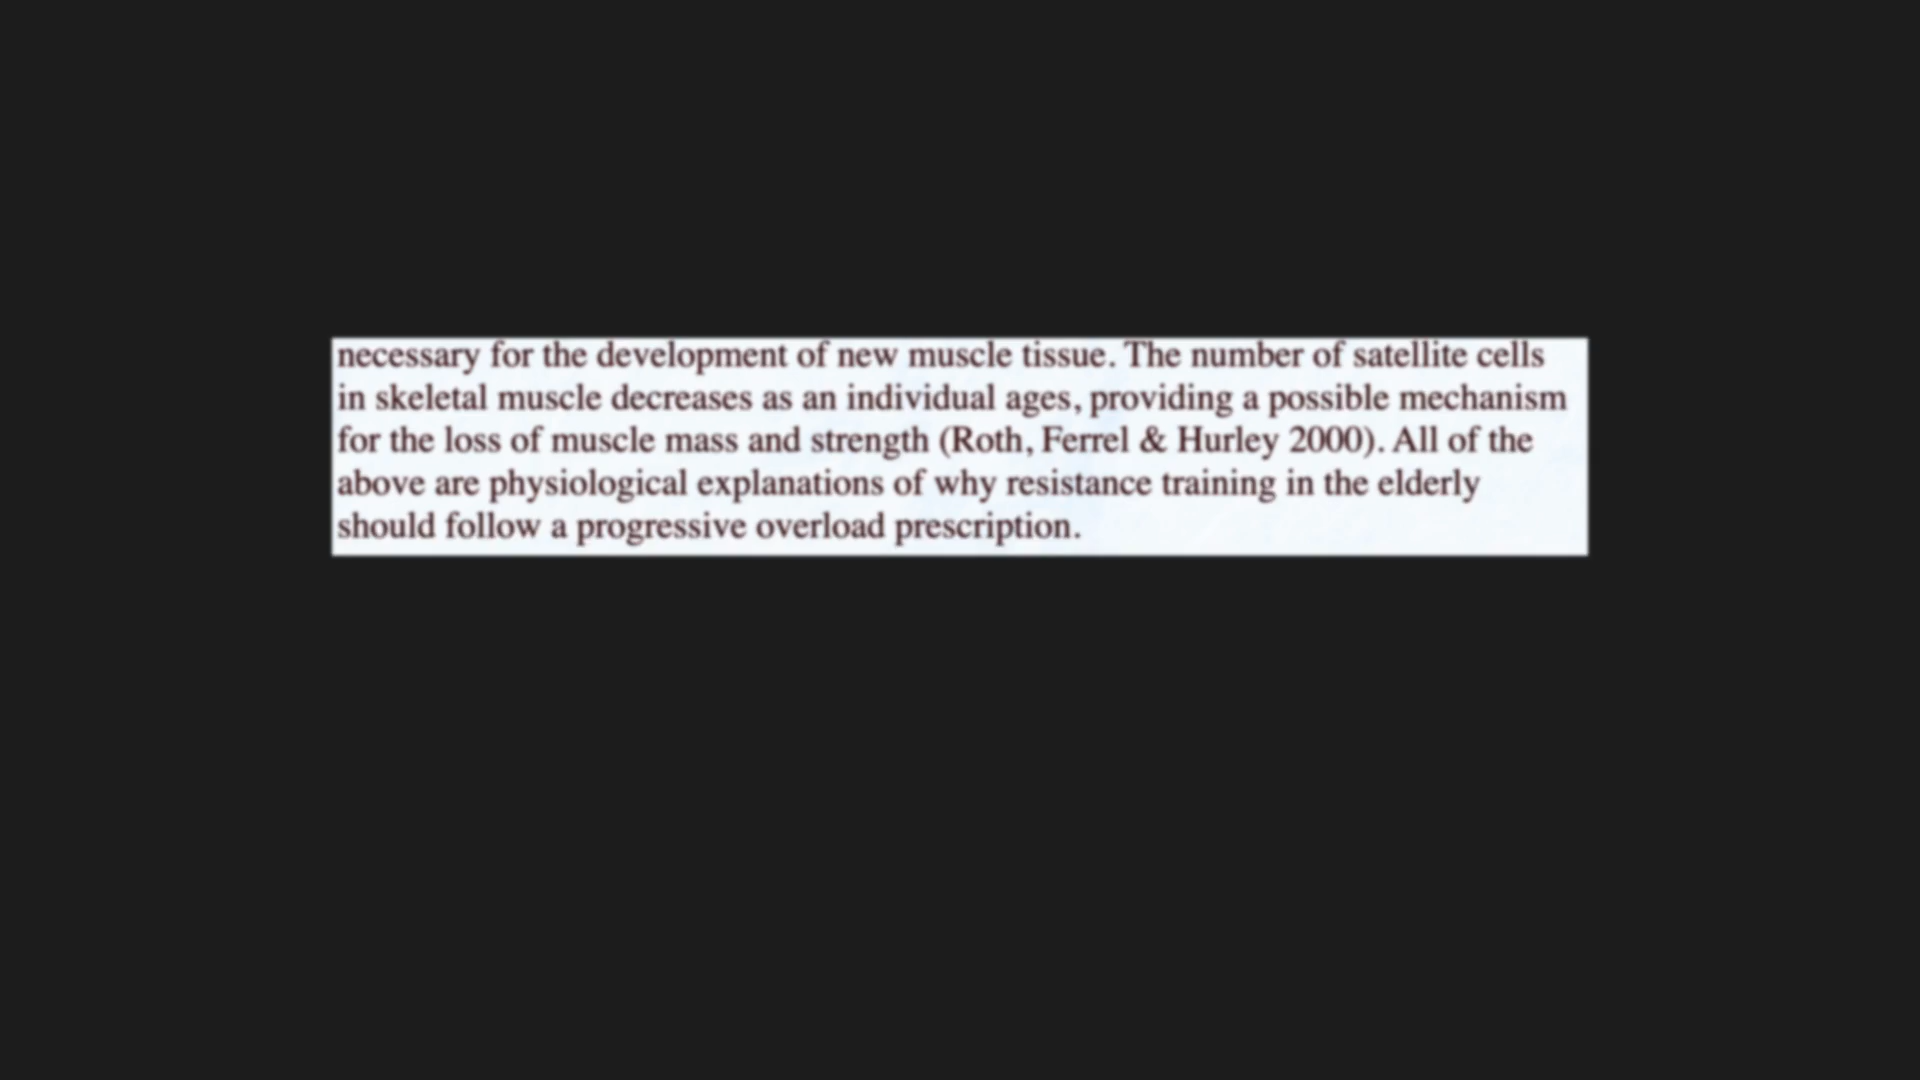 necessary for the development of new muscle tissue. The number of satellite cells
in skeletal muscle decreases as an individual ages, providing a possible mechanism
for the loss of muscle mass and strength (Roth, Ferrel & Hurley 2000). All of the
above are physiological explanations of why resistance training in the elderly
should follow a progressive overload prescription.